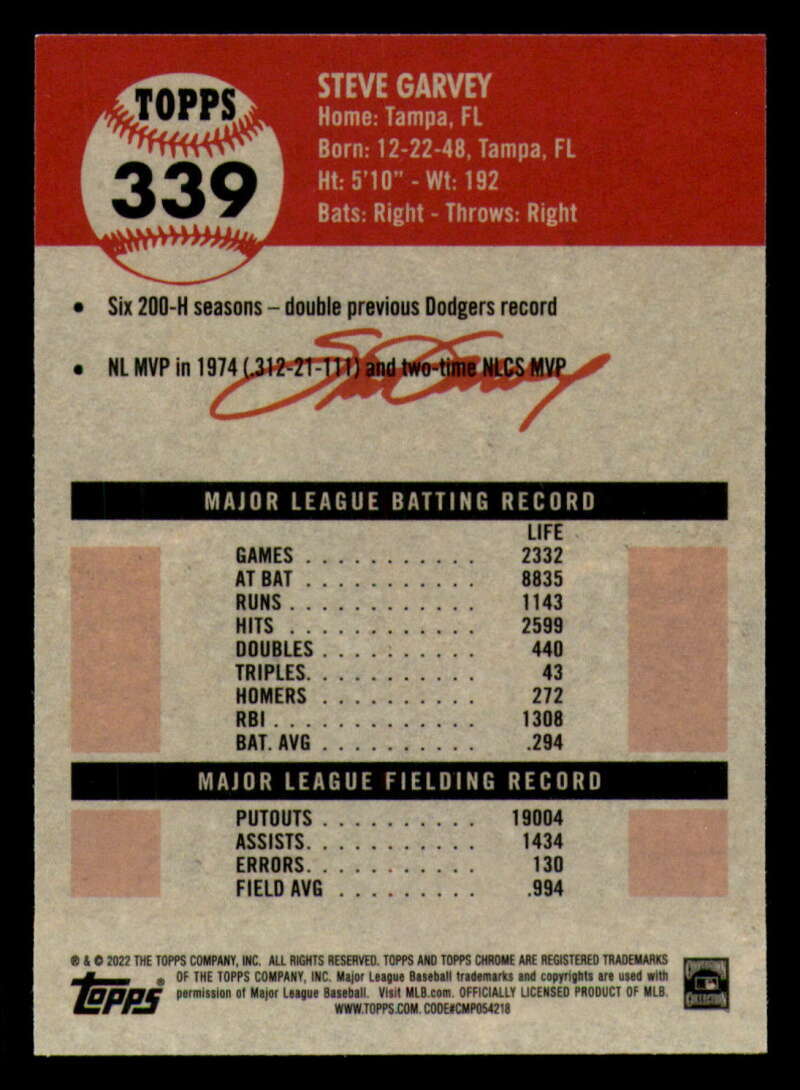 TOPPS
339
STEVE GARVEY
Home: Tampa, FL
Born: 12-22-48, Tampa, FL
Ht: 5'10" - Wt: 192
Bats: Right - Throws: Right
• Six 200-H seasons – double previous Dodgers record
• NL MVP in 1974 (.312-21-111) and two-time NLCS MVP
Steve Garvey
MAJOR LEAGUE BATTING RECORD
LIFE
GAMES . . . . . . . . . . . 2332
AT BAT . . . . . . . . . . . 8835
RUNS . . . . . . . . . . . . 1143
HITS . . . . . . . . . . . . 2599
DOUBLES . . . . . . . . . . 440
TRIPLES. . . . . . . . . . . 43
HOMERS . . . . . . . . . . 272
RBI . . . . . . . . . . . . . 1308
BAT. AVG . . . . . . . . . . .294
MAJOR LEAGUE FIELDING RECORD
PUTOUTS . . . . . . . . . . 19004
ASSISTS. . . . . . . . . . . 1434
ERRORS. . . . . . . . . . . 130
FIELD AVG . . . . . . . . . .994
® & © 2022 THE TOPPS COMPANY, INC. ALL RIGHTS RESERVED. TOPPS AND TOPPS CHROME ARE REGISTERED TRADEMARKS
OF THE TOPPS COMPANY, INC. Major League Baseball trademarks and copyrights are used with
permission of Major League Baseball. Visit MLB.com. OFFICIALLY LICENSED PRODUCT OF MLB.
WWW.TOPPS.COM. CODE#CMP054218
topps®
COOPERSTOWN
COLLECTION